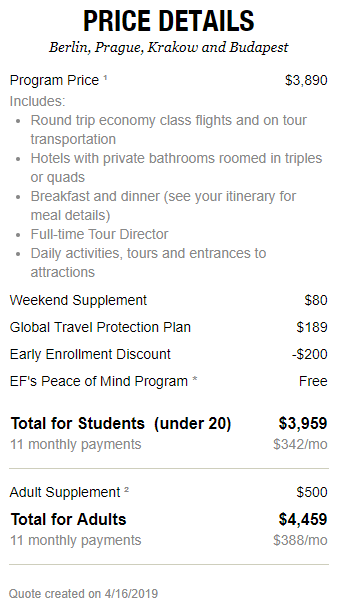 PRICE DETAILS
Berlin, Prague, Krakow and Budapest
Program Price ¹ $3,890
Includes:
• Round trip economy class flights and on tour
transportation
• Hotels with private bathrooms roomed in triples
or quads
• Breakfast and dinner (see your itinerary for
meal details)
• Full-time Tour Director
• Daily activities, tours and entrances to
attractions
Weekend Supplement $80
Global Travel Protection Plan $189
Early Enrollment Discount -$200
EF's Peace of Mind Program * Free
Total for Students (under 20) $3,959
11 monthly payments $342/mo
Adult Supplement ² $500
Total for Adults $4,459
11 monthly payments $388/mo
Quote created on 4/16/2019